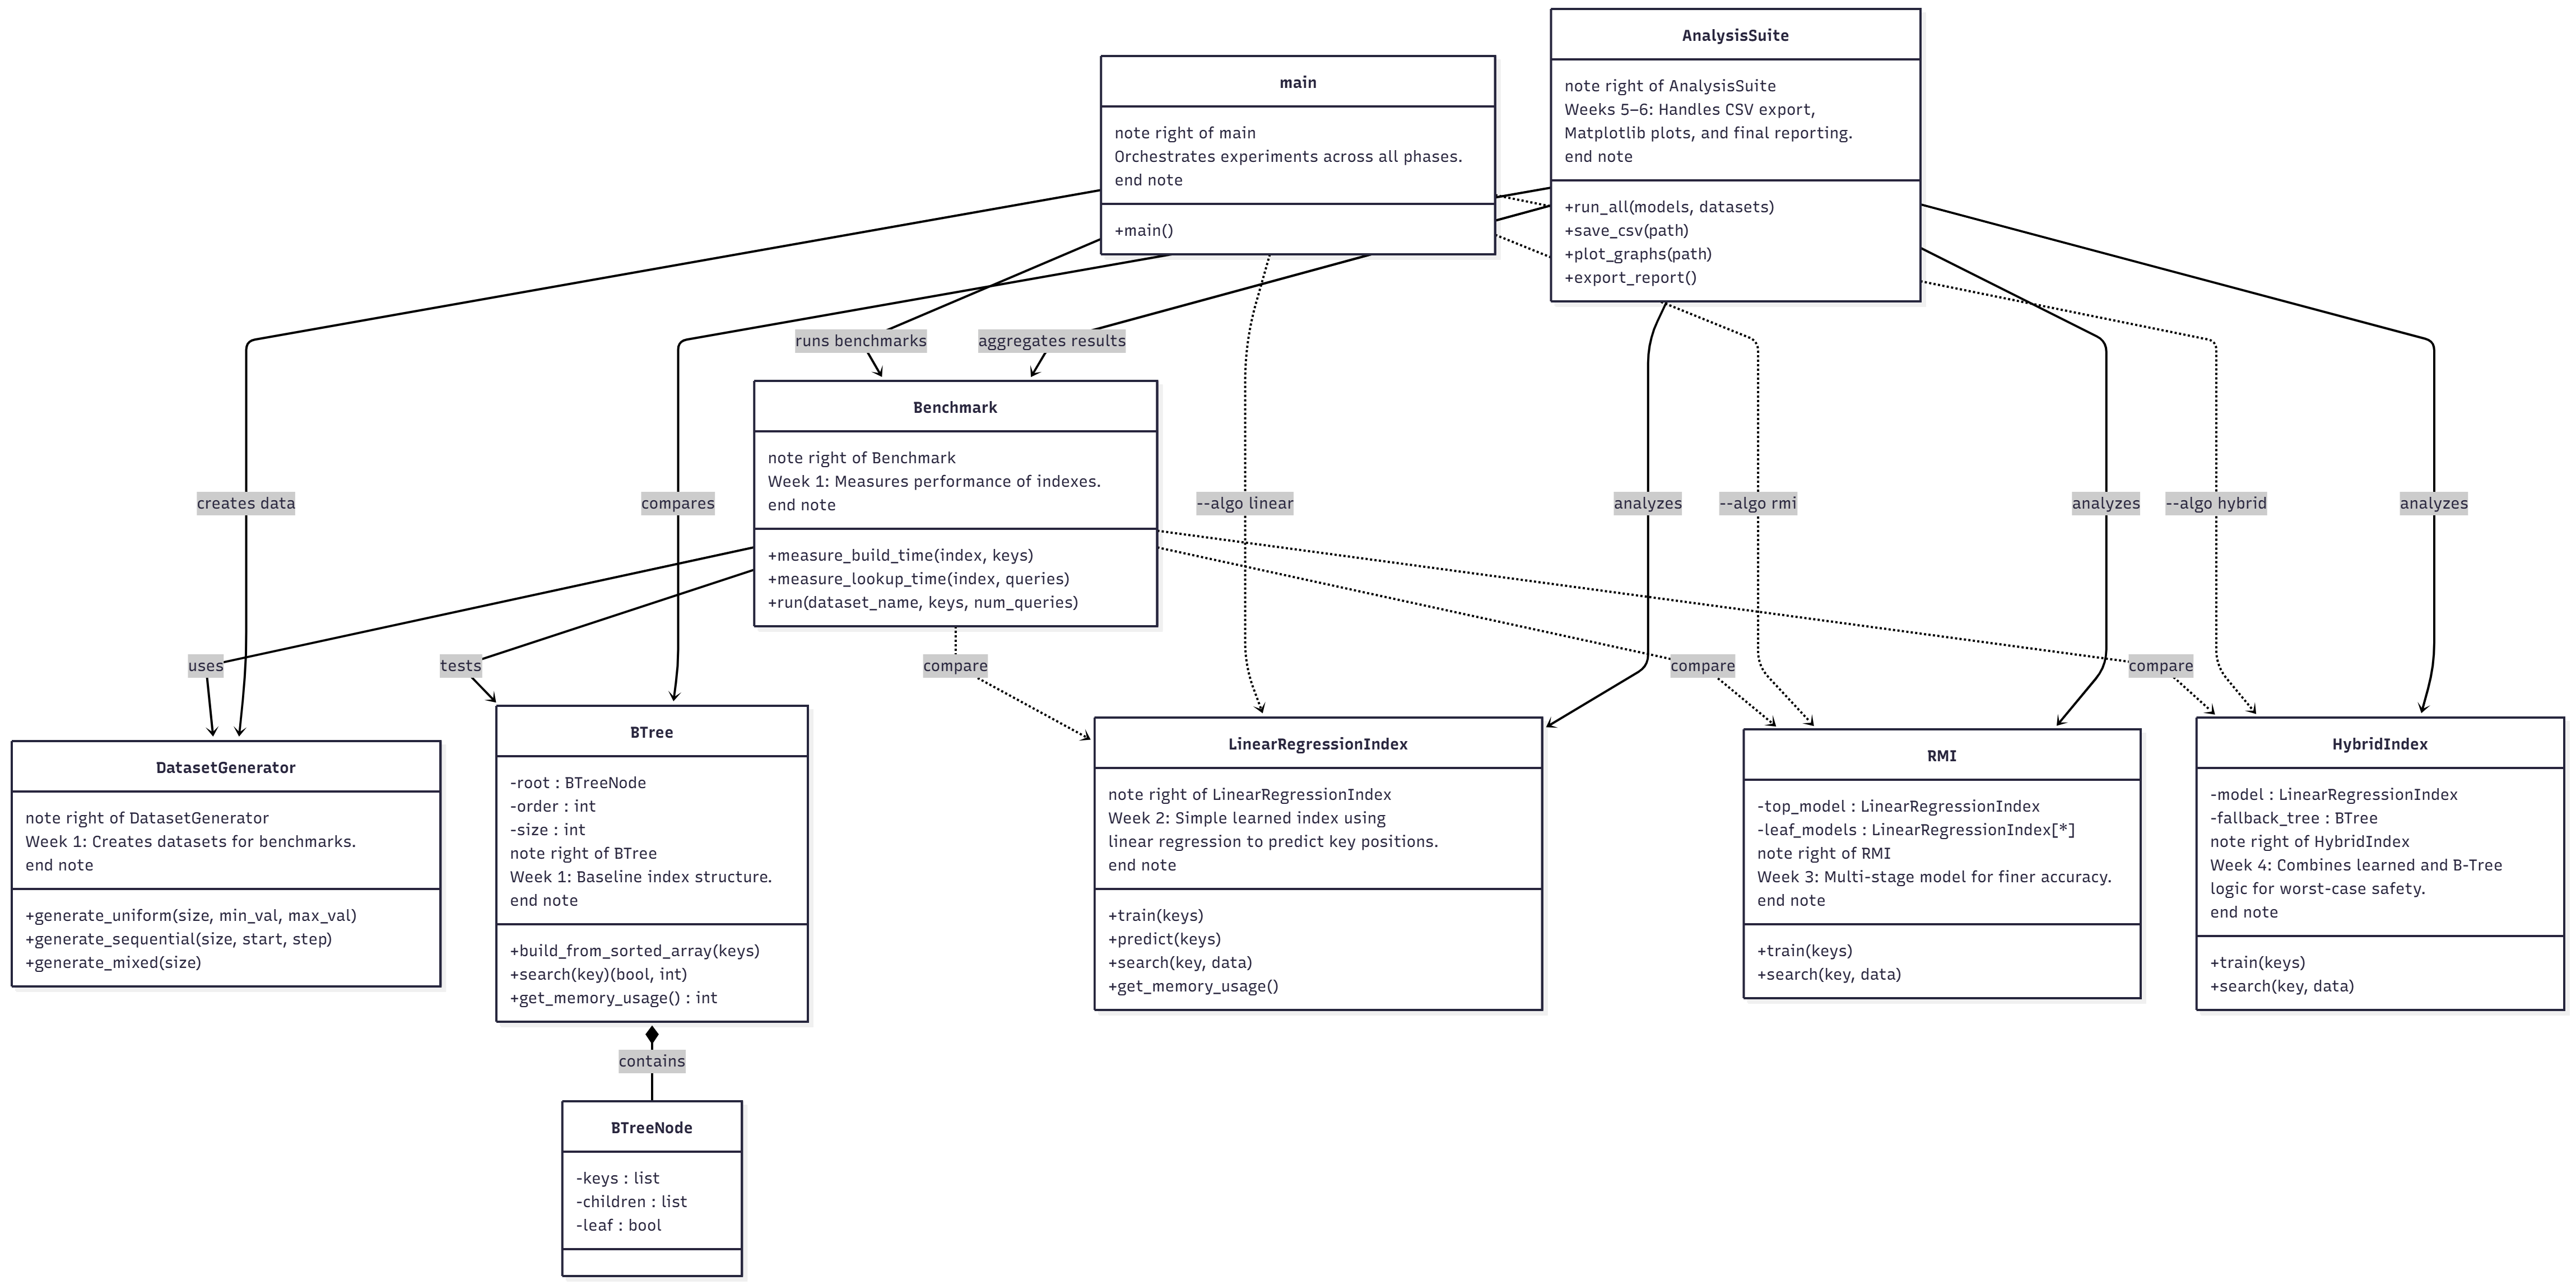 AnalysisSuite
note right of AnalysisSuite
Weeks 5–6: Handles CSV export,
Matplotlib plots, and final reporting.
end note
+run_all(models, datasets)
+save_csv(path)
+plot_graphs(path)
+export_report()
main
note right of main
Orchestrates experiments across all phases.
end note
+main()
runs benchmarks
aggregates results
Benchmark
note right of Benchmark
Week 1: Measures performance of indexes.
end note
+measure_build_time(index, keys)
+measure_lookup_time(index, queries)
+run(dataset_name, keys, num_queries)
creates data
compares
--algo linear
analyzes
--algo rmi
analyzes
--algo hybrid
analyzes
uses
tests
compare
compare
compare
DatasetGenerator
note right of DatasetGenerator
Week 1: Creates datasets for benchmarks.
end note
+generate_uniform(size, min_val, max_val)
+generate_sequential(size, start, step)
+generate_mixed(size)
BTree
-root : BTreeNode
-order : int
-size : int
note right of BTree
Week 1: Baseline index structure.
end note
+build_from_sorted_array(keys)
+search(key)(bool, int)
+get_memory_usage() : int
LinearRegressionIndex
note right of LinearRegressionIndex
Week 2: Simple learned index using
linear regression to predict key positions.
end note
+train(keys)
+predict(keys)
+search(key, data)
+get_memory_usage()
RMI
-top_model : LinearRegressionIndex
-leaf_models : LinearRegressionIndex[*]
note right of RMI
Week 3: Multi-stage model for finer accuracy.
end note
+train(keys)
+search(key, data)
HybridIndex
-model : LinearRegressionIndex
-fallback_tree : BTree
note right of HybridIndex
Week 4: Combines learned and B-Tree
logic for worst-case safety.
end note
+train(keys)
+search(key, data)
contains
BTreeNode
-keys : list
-children : list
-leaf : bool